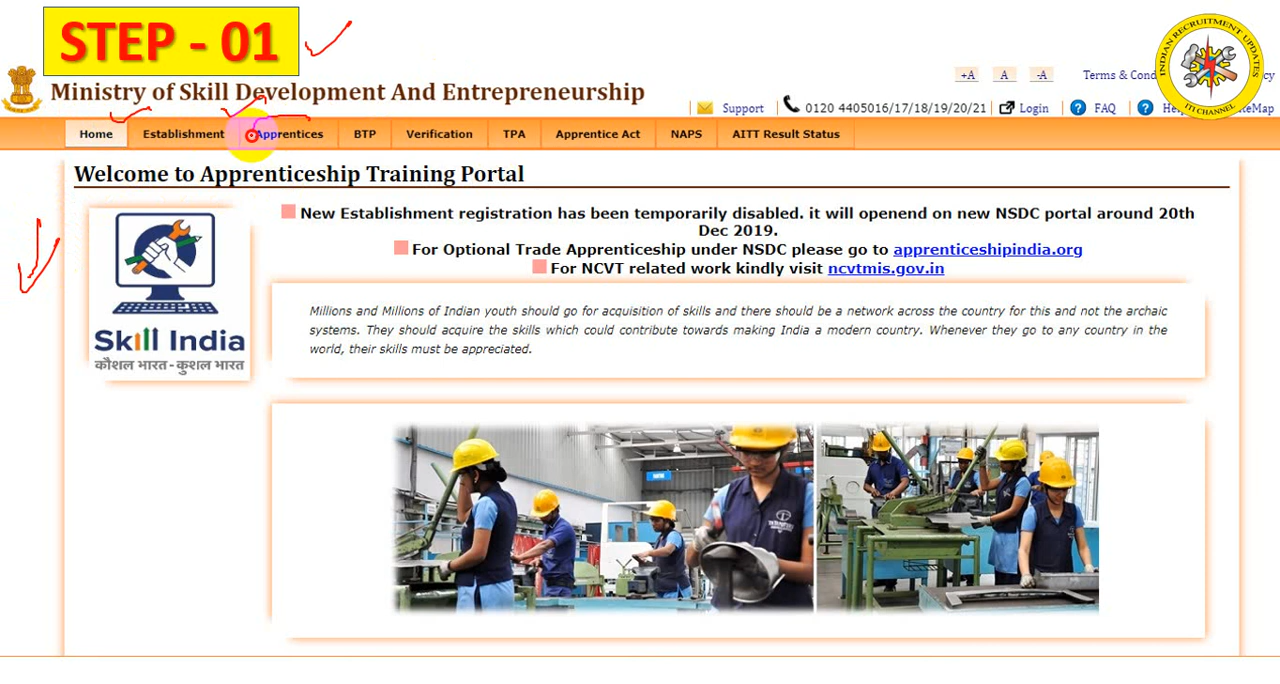 STEP - 01
INDIAN RECRUITMENT UPDATES
ITI CHANNEL
Ministry of Skill Development And Entrepreneurship
+A A -A Terms & Cond
Support 0120 4405016/17/18/19/20/21 Login FAQ Hel teMap
Home Establishment Apprentices BTP Verification TPA Apprentice Act NAPS AITT Result Status
Welcome to Apprenticeship Training Portal
New Establishment registration has been temporarily disabled. it will openend on new NSDC portal around 20th
Dec 2019.
For Optional Trade Apprenticeship under NSDC please go to apprenticeshipindia.org
For NCVT related work kindly visit ncvtmis.gov.in
Skill India
कौशल भारत - कुशल भारत
Millions and Millions of Indian youth should go for acquisition of skills and there should be a network across the country for this and not the archaic
systems. They should acquire the skills which could contribute towards making India a modern country. Whenever they go to any country in the
world, their skills must be appreciated.